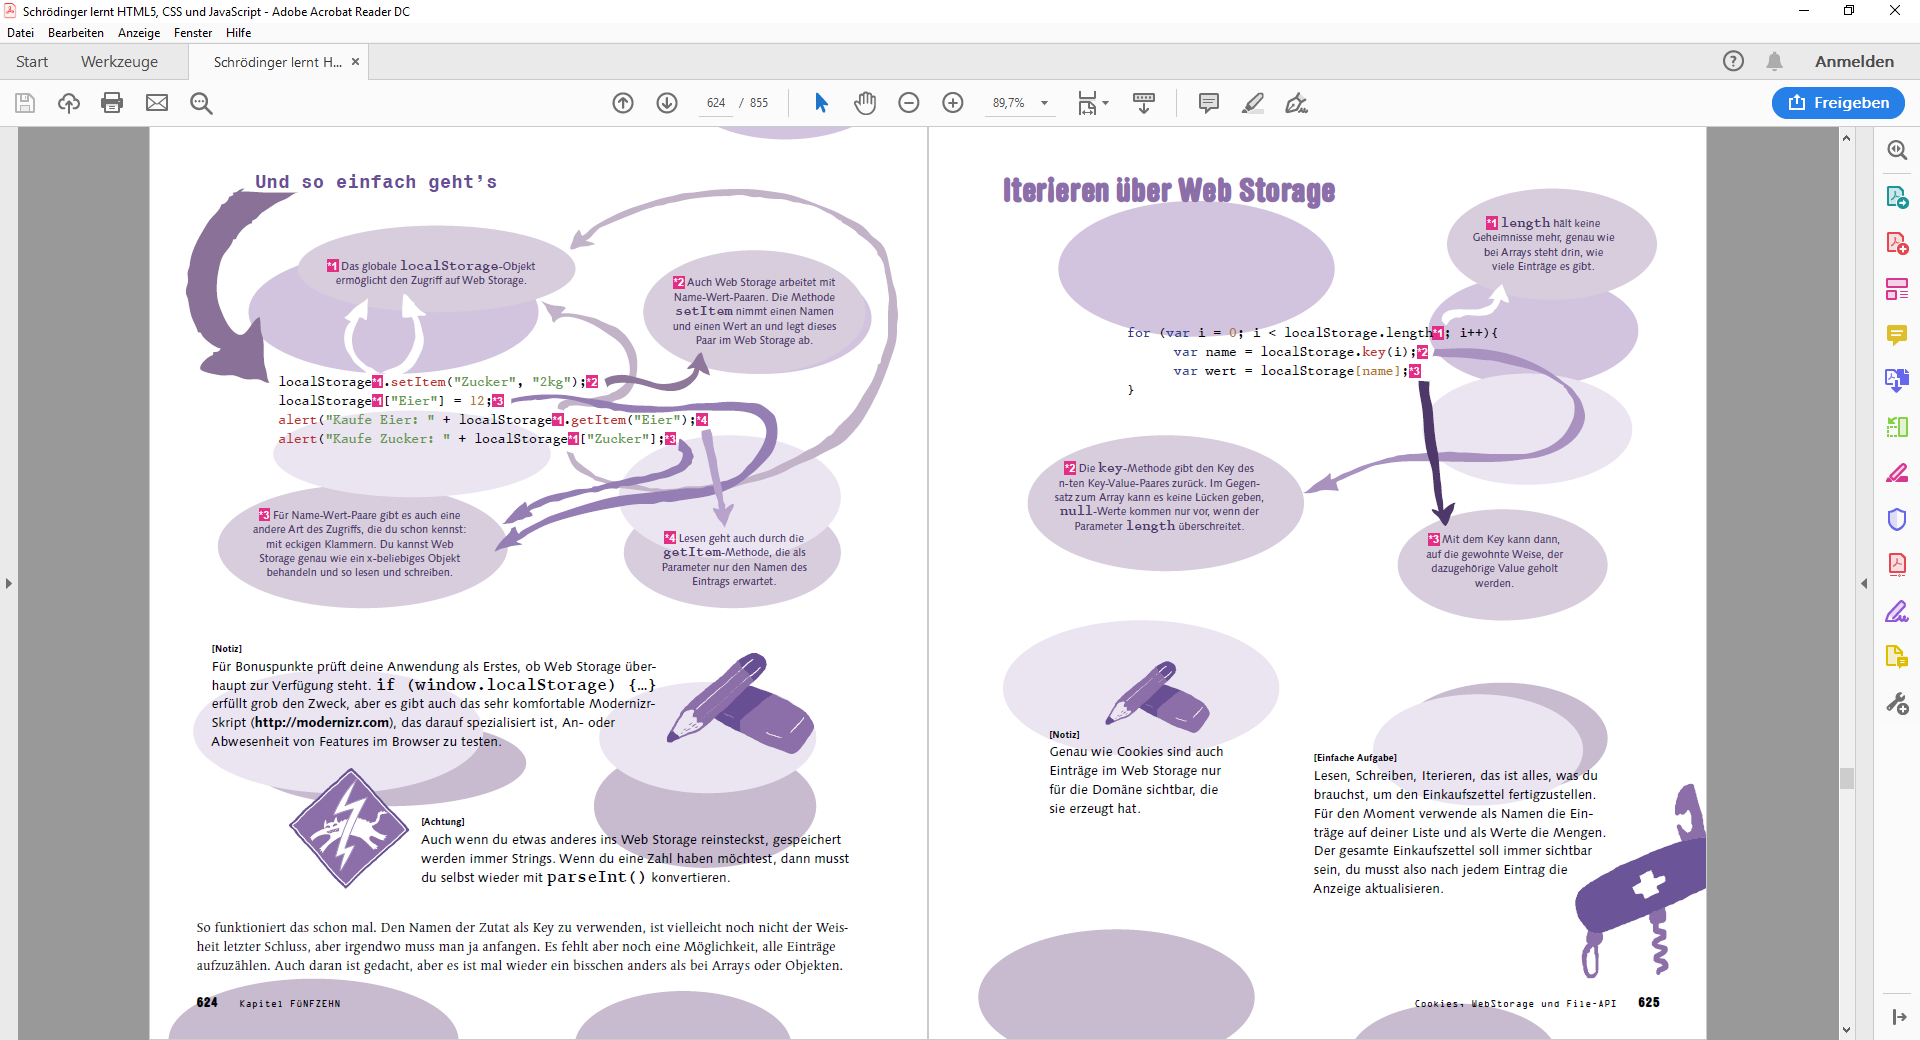 Schrödinger lernt HTML5, CSS und JavaScript - Adobe Acrobat Reader DC
Datei Bearbeiten Anzeige Fenster Hilfe
Start Werkzeuge Schrödinger lernt H... × Anmelden
624 / 855 89,7% Freigeben
Und so einfach geht's
*1 Das globale localStorage-Objekt
ermöglicht den Zugriff auf Web Storage.
*2 Auch Web Storage arbeitet mit
Name-Wert-Paaren. Die Methode
setItem nimmt einen Namen
und einen Wert an und legt dieses
Paar im Web Storage ab.
localStorage*1.setItem("Zucker", "2kg");*2
localStorage*1["Eier"] = 12;*3
alert("Kaufe Eier: " + localStorage*1.getItem("Eier");*4
alert("Kaufe Zucker: " + localStorage*1["Zucker"];*3
*3 Für Name-Wert-Paare gibt es auch eine
andere Art des Zugriffs, die du schon kennst:
mit eckigen Klammern. Du kannst Web
Storage genau wie ein x-beliebiges Objekt
behandeln und so lesen und schreiben.
*4 Lesen geht auch durch die
getItem-Methode, die als
Parameter nur den Namen des
Eintrags erwartet.
[Notiz]
Für Bonuspunkte prüft deine Anwendung als Erstes, ob Web Storage über-
haupt zur Verfügung steht. if (window.localStorage) {…}
erfüllt grob den Zweck, aber es gibt auch das sehr komfortable Modernizr-
Skript (http://modernizr.com), das darauf spezialisiert ist, An- oder
Abwesenheit von Features im Browser zu testen.
[Achtung]
Auch wenn du etwas anderes ins Web Storage reinsteckst, gespeichert
werden immer Strings. Wenn du eine Zahl haben möchtest, dann musst
du selbst wieder mit parseInt() konvertieren.
So funktioniert das schon mal. Den Namen der Zutat als Key zu verwenden, ist vielleicht noch nicht der Weis-
heit letzter Schluss, aber irgendwo muss man ja anfangen. Es fehlt aber noch eine Möglichkeit, alle Einträge
aufzuzählen. Auch daran ist gedacht, aber es ist mal wieder ein bisschen anders als bei Arrays oder Objekten.
624 Kapitel FüNFZEHN
Iterieren über Web Storage
*1 length hält keine
Geheimnisse mehr, genau wie
bei Arrays steht drin, wie
viele Einträge es gibt.
for (var i = 0; i < localStorage.length*1; i++){
var name = localStorage.key(i);*2
var wert = localStorage[name];*3
}
*2 Die key-Methode gibt den Key des
n-ten Key-Value-Paares zurück. Im Gegen-
satz zum Array kann es keine Lücken geben,
null-Werte kommen nur vor, wenn der
Parameter length überschreitet.
*3 Mit dem Key kann dann,
auf die gewohnte Weise, der
dazugehörige Value geholt
werden.
[Notiz]
Genau wie Cookies sind auch
Einträge im Web Storage nur
für die Domäne sichtbar, die
sie erzeugt hat.
[Einfache Aufgabe]
Lesen, Schreiben, Iterieren, das ist alles, was du
brauchst, um den Einkaufszettel fertigzustellen.
Für den Moment verwende als Namen die Ein-
träge auf deiner Liste und als Werte die Mengen.
Der gesamte Einkaufszettel soll immer sichtbar
sein, du musst also nach jedem Eintrag die
Anzeige aktualisieren.
Cookies, WebStorage und File-API 625